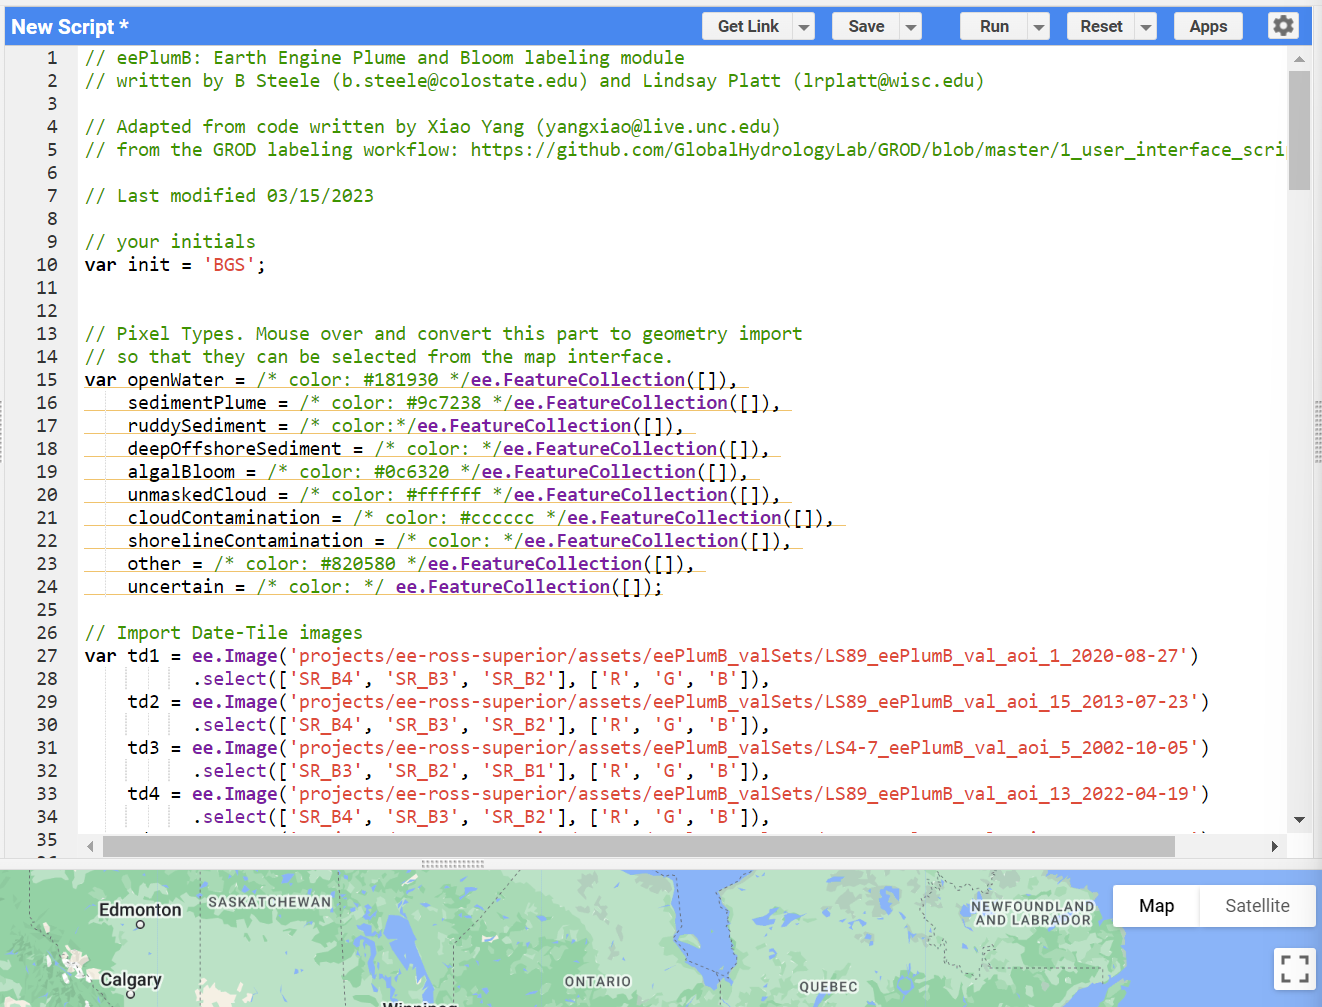 New Script *
Get Link
Save
Run
Reset
Apps
1 // eePlumB: Earth Engine Plume and Bloom labeling module
2 // written by B Steele (b.steele@colostate.edu) and Lindsay Platt (lrplatt@wisc.edu)
3
4 // Adapted from code written by Xiao Yang (yangxiao@live.unc.edu)
5 // from the GROD labeling workflow: https://github.com/GlobalHydrologyLab/GROD/blob/master/1_user_interface_scri
6
7 // Last modified 03/15/2023
8
9 // your initials
10 var init = 'BGS';
11
12
13 // Pixel Types. Mouse over and convert this part to geometry import
14 // so that they can be selected from the map interface.
15 var openWater = /* color: #181930 */ee.FeatureCollection([]),
16 sedimentPlume = /* color: #9c7238 */ee.FeatureCollection([]),
17 ruddySediment = /* color:*/ee.FeatureCollection([]),
18 deepOffshoreSediment = /* color: */ee.FeatureCollection([]),
19 algalBloom = /* color: #0c6320 */ee.FeatureCollection([]),
20 unmaskedCloud = /* color: #ffffff */ee.FeatureCollection([]),
21 cloudContamination = /* color: #cccccc */ee.FeatureCollection([]),
22 shorelineContamination = /* color: */ee.FeatureCollection([]),
23 other = /* color: #820580 */ee.FeatureCollection([]),
24 uncertain = /* color: */ ee.FeatureCollection([]);
25
26 // Import Date-Tile images
27 var td1 = ee.Image('projects/ee-ross-superior/assets/eePlumB_valSets/LS89_eePlumB_val_aoi_1_2020-08-27')
28 .select(['SR_B4', 'SR_B3', 'SR_B2'], ['R', 'G', 'B']),
29 td2 = ee.Image('projects/ee-ross-superior/assets/eePlumB_valSets/LS89_eePlumB_val_aoi_15_2013-07-23')
30 .select(['SR_B4', 'SR_B3', 'SR_B2'], ['R', 'G', 'B']),
31 td3 = ee.Image('projects/ee-ross-superior/assets/eePlumB_valSets/LS4-7_eePlumB_val_aoi_5_2002-10-05')
32 .select(['SR_B3', 'SR_B2', 'SR_B1'], ['R', 'G', 'B']),
33 td4 = ee.Image('projects/ee-ross-superior/assets/eePlumB_valSets/LS89_eePlumB_val_aoi_13_2022-04-19')
34 .select(['SR_B4', 'SR_B3', 'SR_B2'], ['R', 'G', 'B']),
35
Edmonton
SASKATCHEWAN
NEWFOUNDLAND
AND LABRADOR
Map
Satellite
Calgary
ONTARIO
QUEBEC
Winnipeg